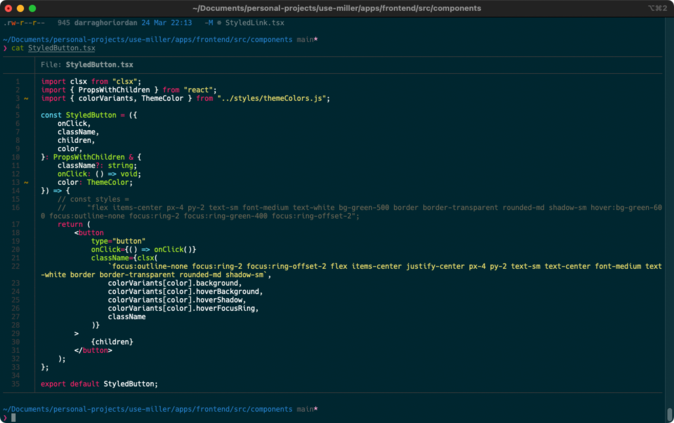 ~/Documents/personal-projects/use-miller/apps/frontend/src/components
⌥⌘2
.rw-r--r-- 945 darraghoriordan 24 Mar 22:13 -M StyledLink.tsx
~/Documents/personal-projects/use-miller/apps/frontend/src/components main*
❯ cat StyledButton.tsx
File: StyledButton.tsx
1 import clsx from "clsx";
2 import { PropsWithChildren } from "react";
3 ~ import { colorVariants, ThemeColor } from "../styles/themeColors.js";
4
5 const StyledButton = ({
6 onClick,
7 className,
8 children,
9 color,
10 }: PropsWithChildren & {
11 className?: string;
12 onClick: () => void;
13 ~ color: ThemeColor;
14 }) => {
15 // const styles =
16 // "flex items-center px-4 py-2 text-sm font-medium text-white bg-green-500 border border-transparent rounded-md shadow-sm hover:bg-green-60
0 focus:outline-none focus:ring-2 focus:ring-green-400 focus:ring-offset-2";
17 return (
18 <button
19 type="button"
20 onClick={() => onClick()}
21 className={clsx(
22 `focus:outline-none focus:ring-2 focus:ring-offset-2 flex items-center justify-center px-4 py-2 text-sm text-center font-medium text
-white border border-transparent rounded-md shadow-sm`,
23 colorVariants[color].background,
24 colorVariants[color].hoverBackground,
25 colorVariants[color].hoverShadow,
26 colorVariants[color].hoverFocusRing,
27 className
28 )}
29 >
30 {children}
31 </button>
32 );
33 };
34
35 export default StyledButton;
~/Documents/personal-projects/use-miller/apps/frontend/src/components main*
❯